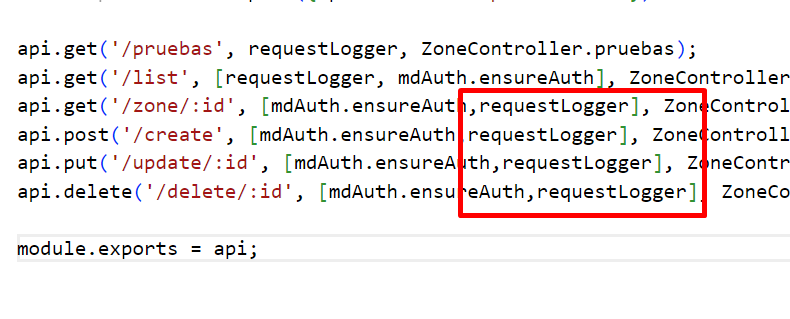 api.get('/pruebas', requestLogger, ZoneController.pruebas);
api.get('/list', [requestLogger, mdAuth.ensureAuth], ZoneController
api.get('/zone/:id', [mdAuth.ensureAuth,requestLogger], ZoneControl
api.post('/create', [mdAuth.ensureAuth,requestLogger], ZoneControll
api.put('/update/:id', [mdAuth.ensureAuth,requestLogger], ZoneContr
api.delete('/delete/:id', [mdAuth.ensureAuth,requestLogger], ZoneCo
module.exports = api;